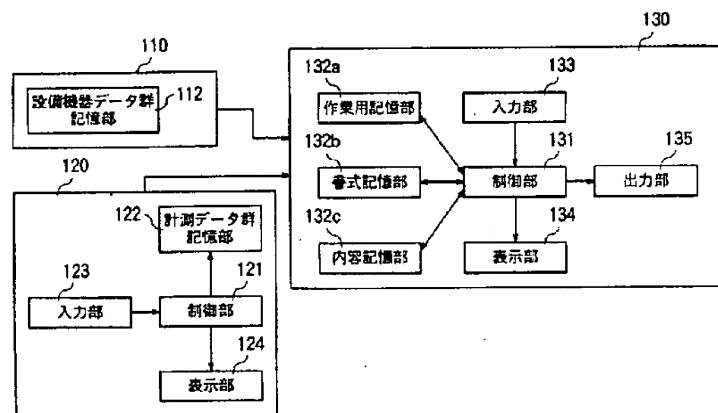 110
設備機器データ群
記憶部
112
120
122
計測データ群
記憶部
123
入力部
121
制御部
124
表示部
130
132a
作業用記憶部
133
入力部
132b
書式記憶部
131
制御部
135
出力部
132c
内容記憶部
134
表示部